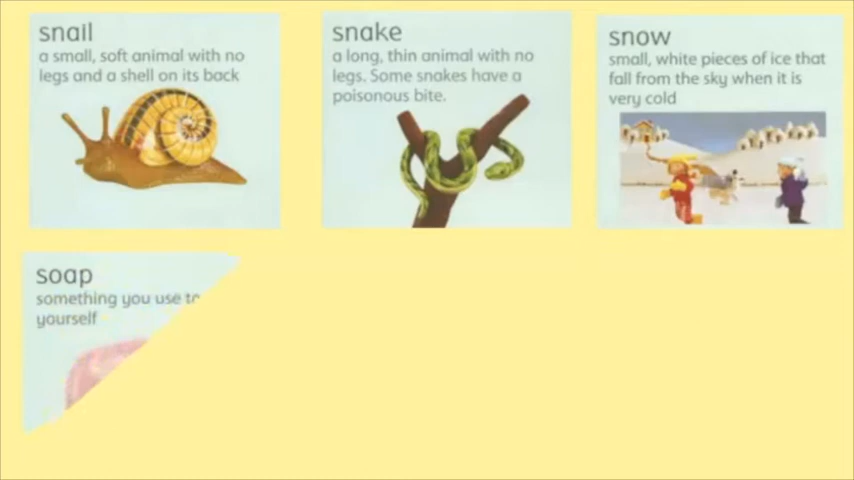 snail
a small, soft animal with no
legs and a shell on its back
snake
a long, thin animal with no
legs. Some snakes have a
poisonous bite.
snow
small, white pieces of ice that
fall from the sky when it is
very cold
soap
something you use to
yourself